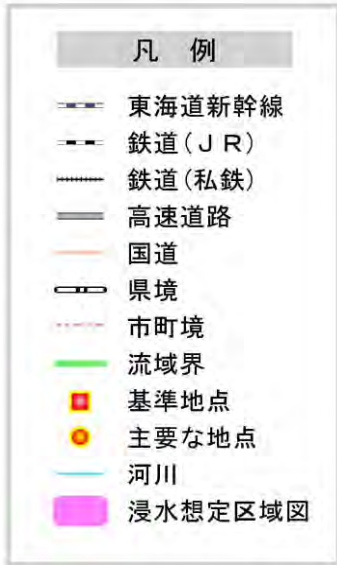 凡 例
東海道新幹線
鉄道(ＪＲ)
鉄道(私鉄)
高速道路
国道
県境
市町境
流域界
基準地点
主要な地点
河川
浸水想定区域図